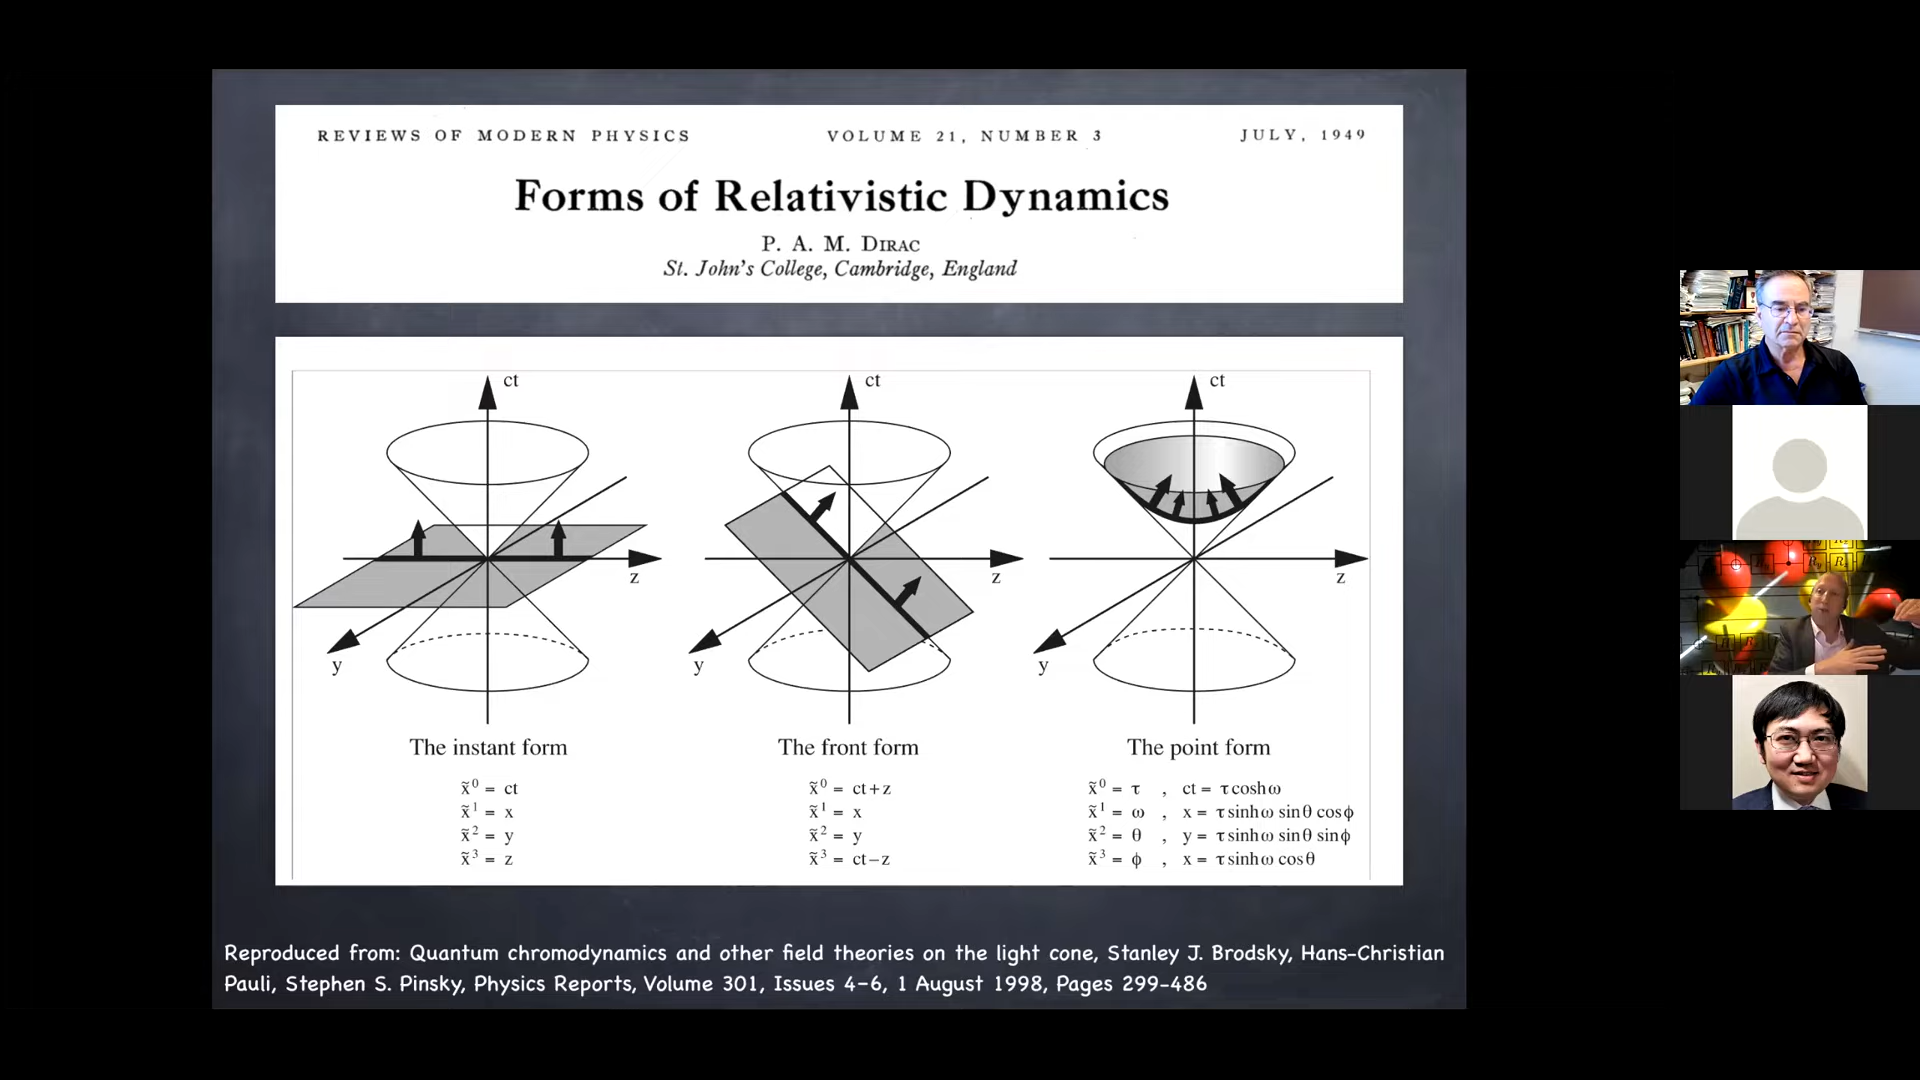 REVIEWS OF MODERN PHYSICS VOLUME 21, NUMBER 3 JULY, 1949
Forms of Relativistic Dynamics
P. A. M. DIRAC
St. John's College, Cambridge, England
ct ct ct
z z z
y y y
The instant form The front form The point form
x̃⁰ = ct x̃⁰ = ct+z x̃⁰ = τ , ct = τcoshω
x̃¹ = x x̃¹ = x x̃¹ = ω , x = τsinhω sinθ cosϕ
x̃² = y x̃² = y x̃² = θ , y = τsinhω sinθ sinϕ
x̃³ = z x̃³ = ct−z x̃³ = ϕ , x = τsinhω cosθ
Reproduced from: Quantum chromodynamics and other field theories on the light cone, Stanley J. Brodsky, Hans-Christian
Pauli, Stephen S. Pinsky, Physics Reports, Volume 301, Issues 4–6, 1 August 1998, Pages 299-486